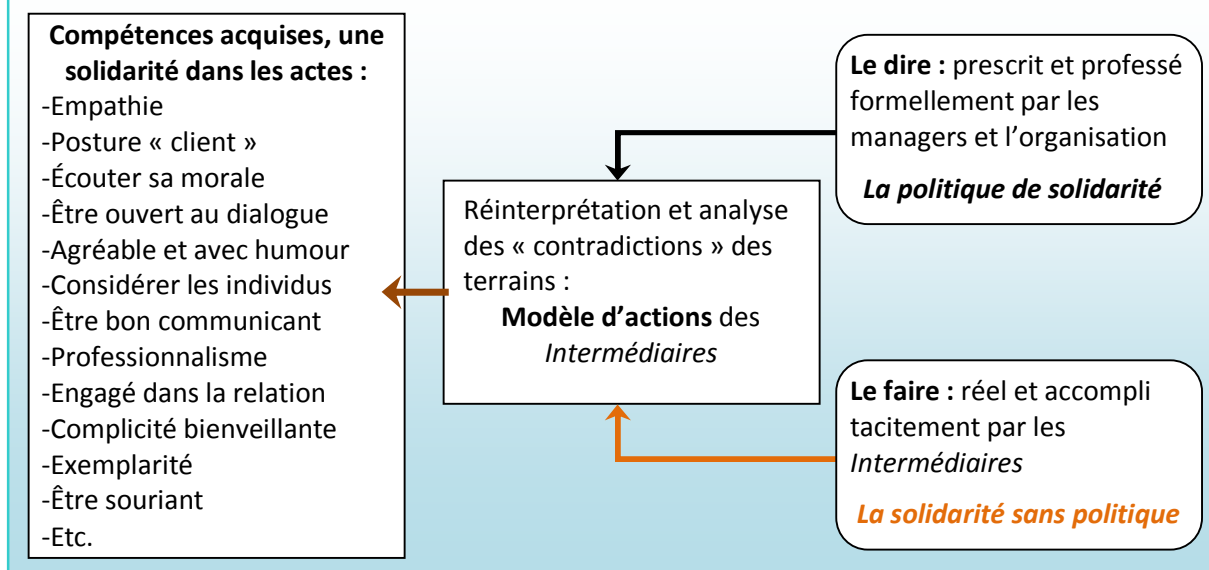 Compétences acquises, une
solidarité dans les actes :
-Empathie
-Posture « client »
-Écouter sa morale
-Être ouvert au dialogue
-Agréable et avec humour
-Considérer les individus
-Être bon communicant
-Professionnalisme
-Engagé dans la relation
-Complicité bienveillante
-Exemplarité
-Être souriant
-Etc.
Réinterprétation et analyse
des « contradictions » des
terrains :
Modèle d’actions des
Intermédiaires
Le dire : prescrit et professé
formellement par les
managers et l’organisation
La politique de solidarité
Le faire : réel et accompli
tacitement par les
Intermédiaires
La solidarité sans politique